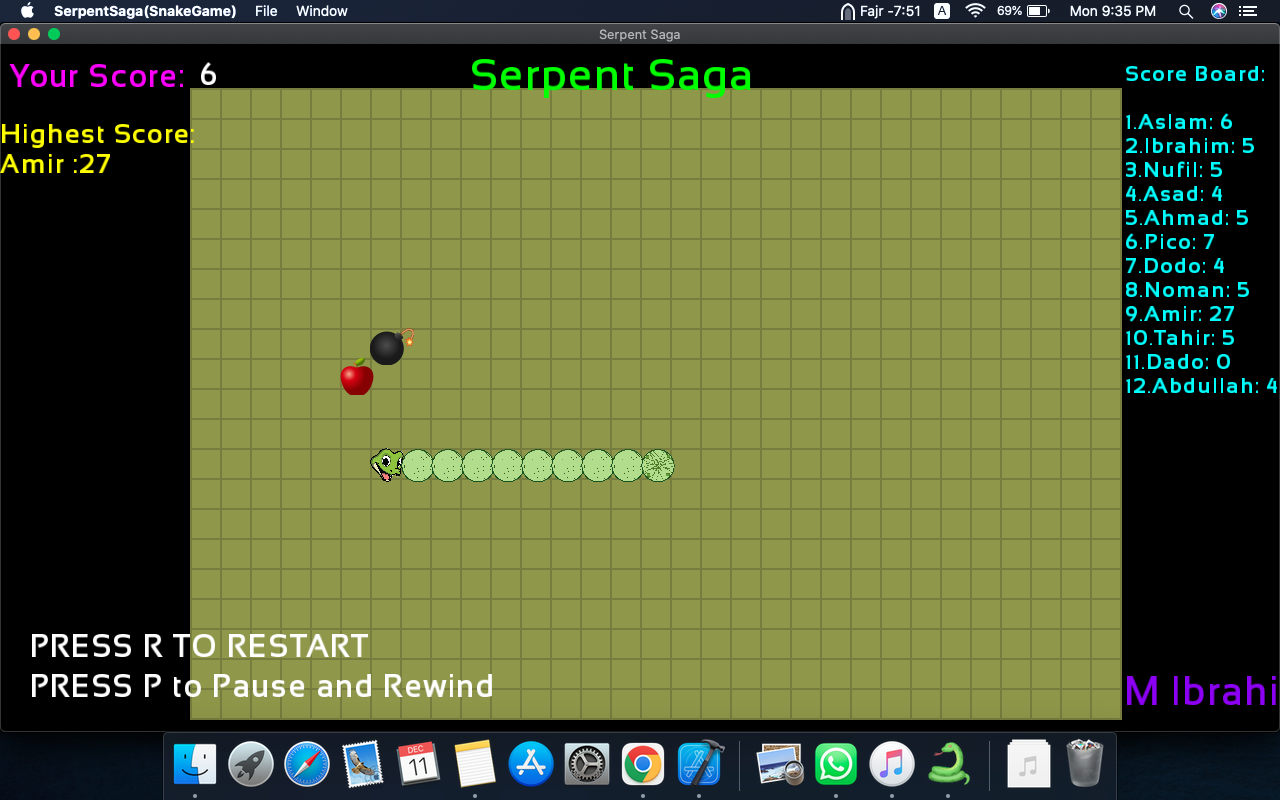 SerpentSaga(SnakeGame) File Window Fajr -7:51 A 69% Mon 9:35 PM
Serpent Saga
Your Score: 6
Serpent Saga
Highest Score:
Amir :27
Score Board:
1.Aslam: 6
2.Ibrahim: 5
3.Nufil: 5
4.Asad: 4
5.Ahmad: 5
6.Pico: 7
7.Dodo: 4
8.Noman: 5
9.Amir: 27
10.Tahir: 5
11.Dado: 0
12.Abdullah: 4
PRESS R TO RESTART
PRESS P to Pause and Rewind
M Ibrahi
DEC
11